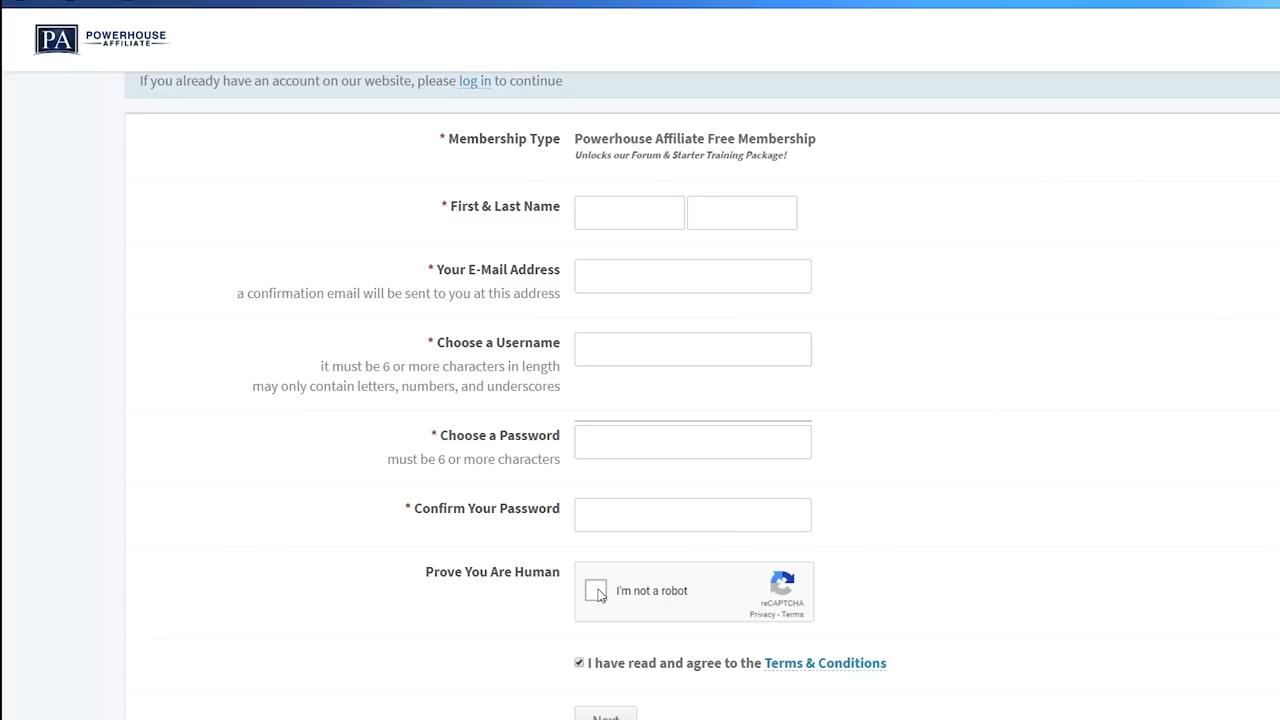 PA POWERHOUSE
AFFILIATE
If you already have an account on our website, please log in to continue
* Membership Type
Powerhouse Affiliate Free Membership
Unlocks our Forum & Starter Training Package!
* First & Last Name
* Your E-Mail Address
a confirmation email will be sent to you at this address
* Choose a Username
it must be 6 or more characters in length
may only contain letters, numbers, and underscores
* Choose a Password
must be 6 or more characters
* Confirm Your Password
Prove You Are Human
I'm not a robot
reCAPTCHA
Privacy - Terms
I have read and agree to the Terms & Conditions
Next